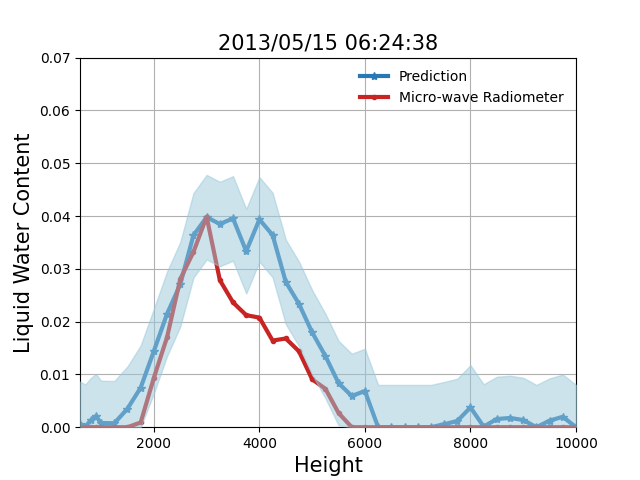 2013/05/15 06:24:38
0.07
0.06
0.05
0.04
0.03
0.02
0.01
0.00
Liquid Water Content
Prediction
Micro-wave Radiometer
2000 4000 6000 8000 10000
Height